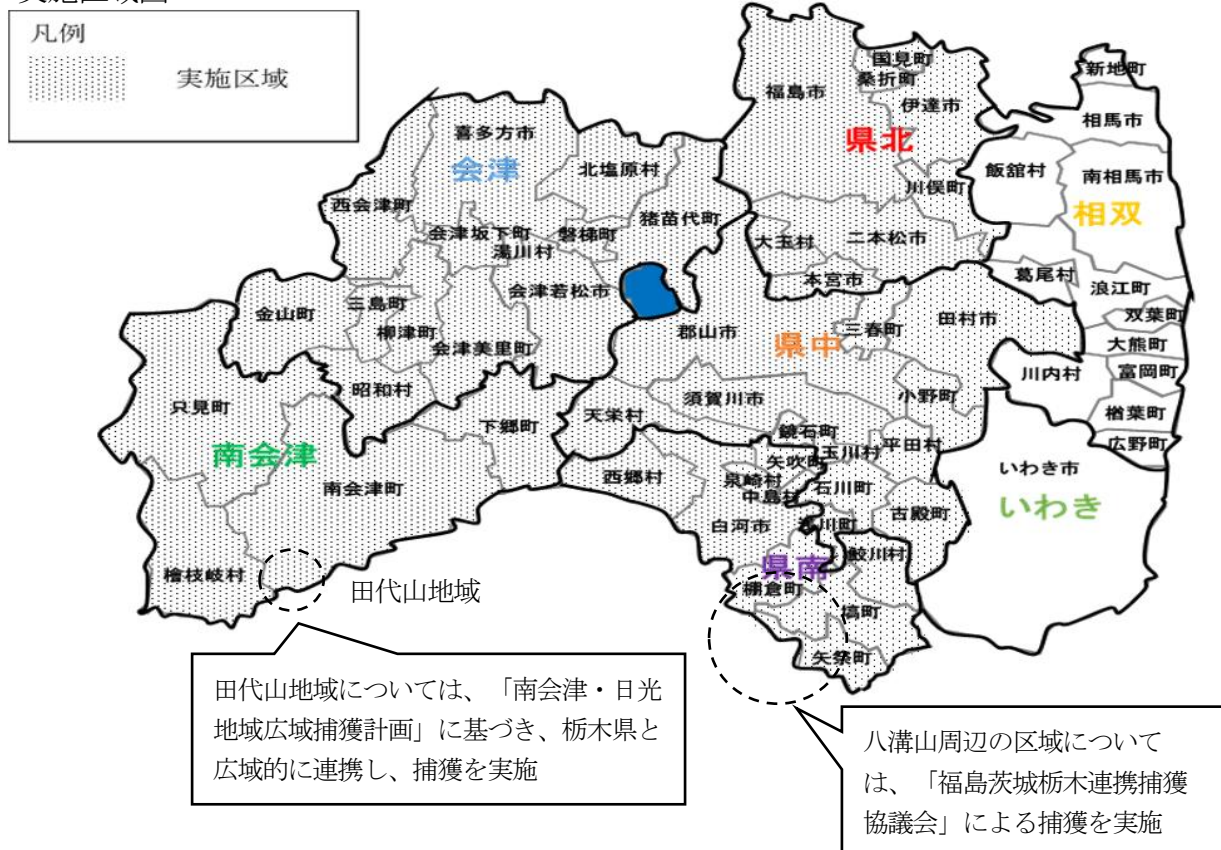 凡例
実施区域
国見町
桑折町
新地町
福島市
伊達市
相馬市
県北
喜多方市
会津
北塩原村
飯舘村
南相馬市
川俣町
相双
西会津町
猪苗代町
会津坂下町
磐梯町
大玉村
二本松市
湯川村
本宮市
葛尾村
浪江町
会津若松市
金山町
三島町
双葉町
柳津町
郡山市
県中
三春町
田村市
会津美里町
大熊町
川内村
富岡町
昭和村
須賀川市
小野町
只見町
天栄村
楢葉町
下郷町
鏡石町
平田村
広野町
南会津
矢吹町
玉川村
いわき市
西郷村
泉崎村
南会津町
中島村
石川町
いわき
白河市
古殿町
鮫川村
県南
檜枝岐村
棚倉町
田代山地域
塙町
矢祭町
田代山地域については、「南会津・日光
地域広域捕獲計画」に基づき、栃木県と
広域的に連携し、捕獲を実施
八溝山周辺の区域について
は、「福島茨城栃木連携捕獲
協議会」による捕獲を実施